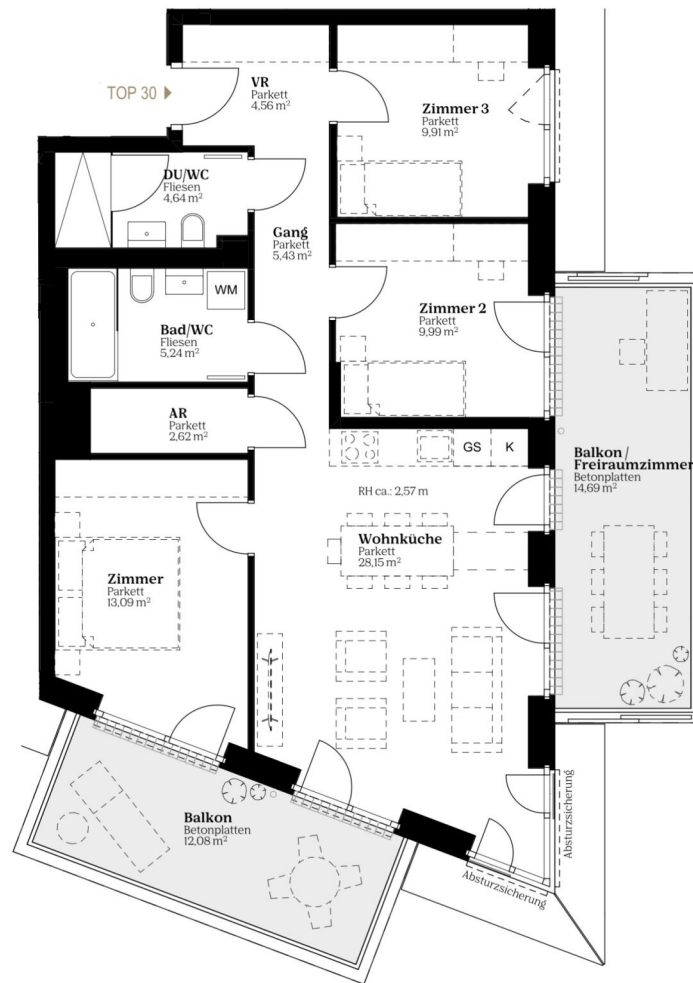 TOP 30
VR
Parkett
4,56 m²
Zimmer 3
Parkett
9,91 m²
DU/WC
Fliesen
4,64 m²
Gang
Parkett
5,43 m²
WM
Bad/WC
Fliesen
5,24 m²
Zimmer 2
Parkett
9,99 m²
AR
Parkett
2,62 m²
GS
K
RH ca.: 2,57 m
Balkon /
Freiraumzimmer
Betonplatten
14,69 m²
Wohnküche
Parkett
28,15 m²
Zimmer
Parkett
13,09 m²
Balkon
Betonplatten
12,08 m²
Absturzsicherung
Absturzsicherung